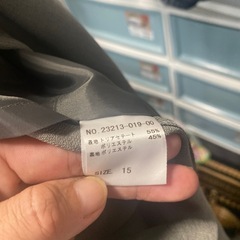 NO.23213-019-00
表地 トリアセテート 55%
ポリエステル 45%
裏地 ポリエステル
SIZE 15